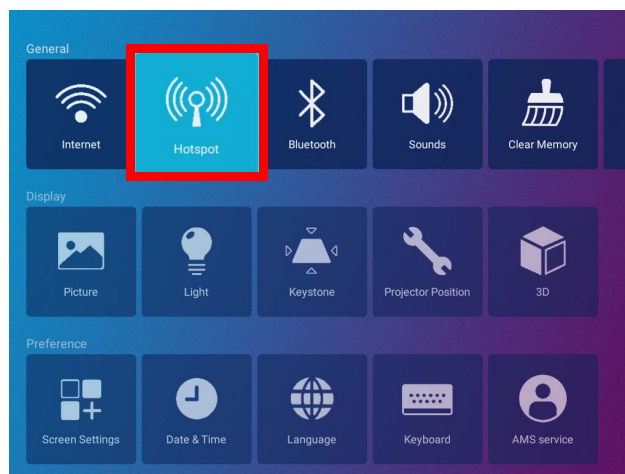 General
Internet
Hotspot
Bluetooth
Sounds
Clear Memory
Display
Picture
Light
Keystone
Projector Position
3D
Preference
Screen Settings
Date & Time
Language
Keyboard
AMS service